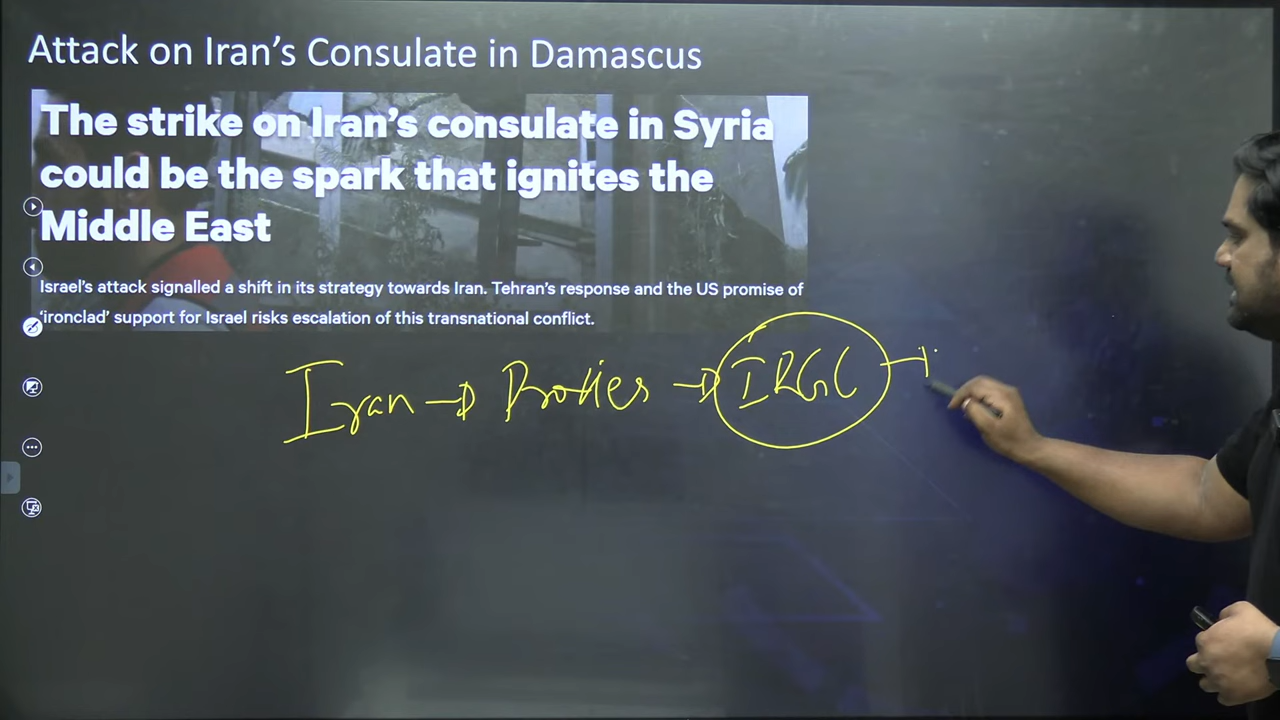 Attack on Iran's Consulate in Damascus
The strike on Iran's consulate in Syria
could be the spark that ignites the
Middle East
Israel's attack signalled a shift in its strategy towards Iran. Tehran's response and the US promise of
'ironclad' support for Israel risks escalation of this transnational conflict.
Iran → Proxies → IRGC